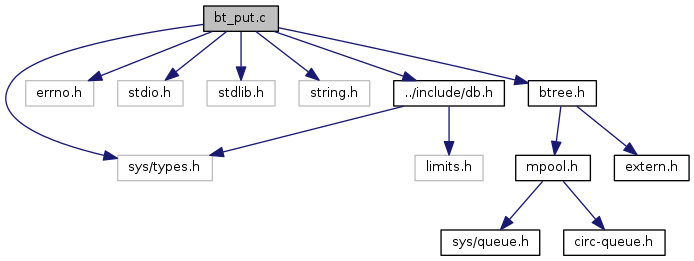 bt_put.c
errno.h
stdio.h
stdlib.h
string.h
../include/db.h
btree.h
sys/types.h
limits.h
mpool.h
extern.h
sys/queue.h
circ-queue.h